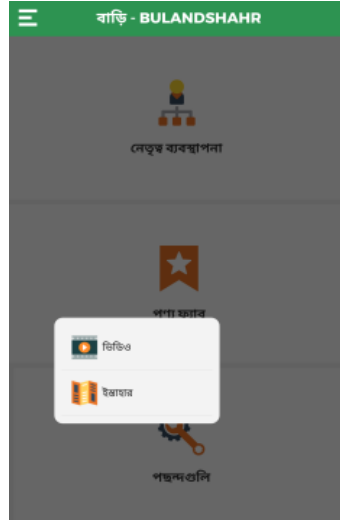 বাড়ি - BULANDSHAHR
নেতৃত্ব ব্যবস্থাপনা
পণ্য ফ্যাব
ভিডিও
ইস্তাহার
পছন্দগুলি